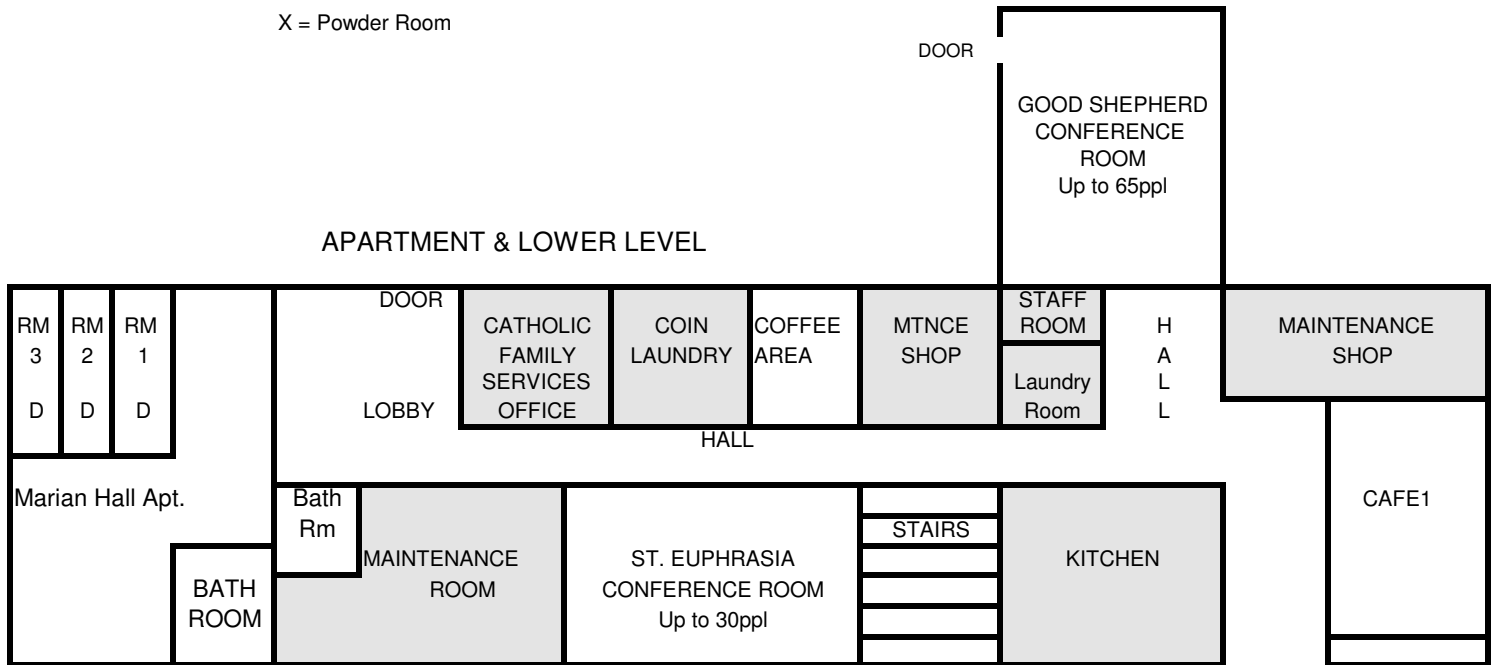 X = Powder Room
DOOR
GOOD SHEPHERD
CONFERENCE
ROOM
Up to 65ppl
APARTMENT & LOWER LEVEL
RM
3
D
RM
2
D
RM
1
D
DOOR
LOBBY
CATHOLIC
FAMILY
SERVICES
OFFICE
COIN
LAUNDRY
COFFEE
AREA
MTNCE
SHOP
STAFF
ROOM
Laundry
Room
H
A
L
L
MAINTENANCE
SHOP
HALL
Marian Hall Apt.
BATH
ROOM
Bath
Rm
MAINTENANCE
ROOM
ST. EUPHRASIA
CONFERENCE ROOM
Up to 30ppl
STAIRS
KITCHEN
CAFE1